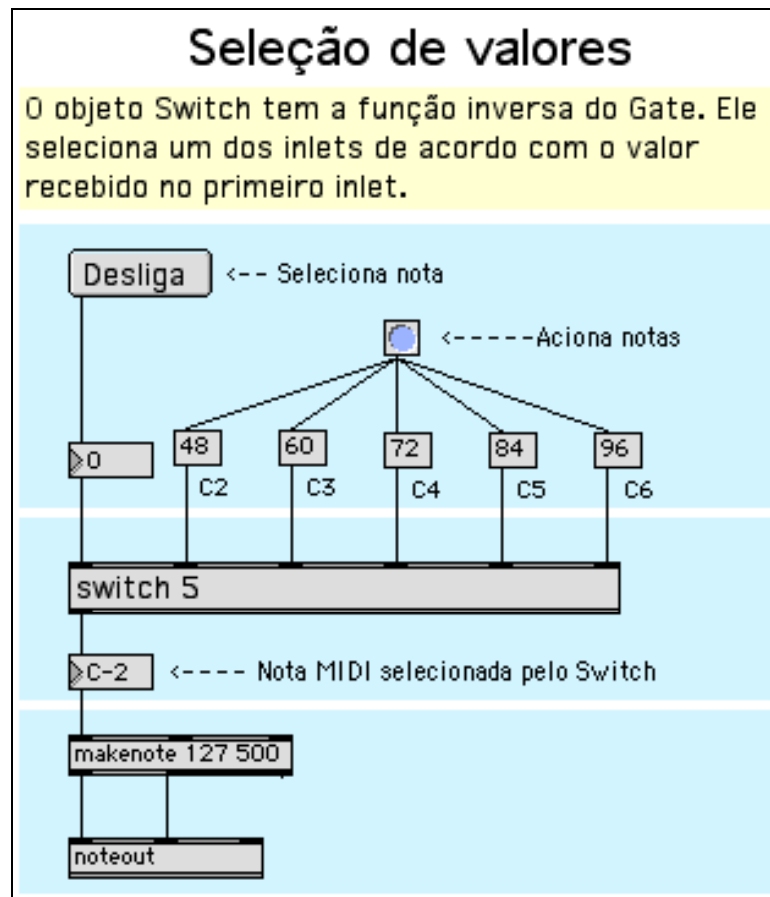 Seleção de valores
O objeto Switch tem a função inversa do Gate. Ele
seleciona um dos inlets de acordo com o valor
recebido no primeiro inlet.
Desliga <-- Seleciona nota
<-----Aciona notas
0 48 60 72 84 96
C2 C3 C4 C5 C6
switch 5
C-2 <---- Nota MIDI selecionada pelo Switch
makenote 127 500
noteout